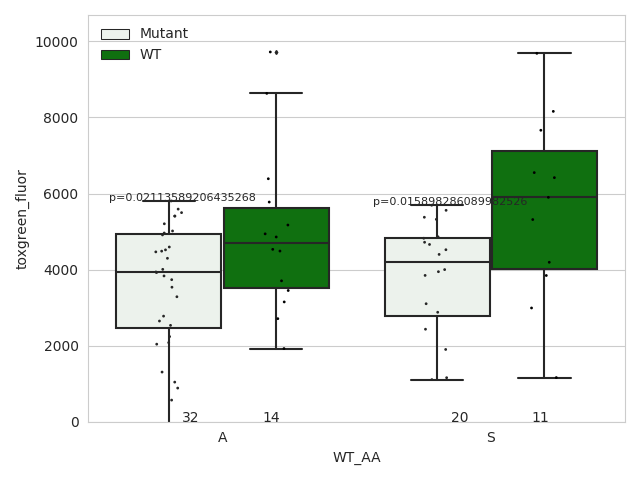 Mutant
WT
10000
8000
6000
4000
2000
0
toxgreen_fluor
p=0.02113589206435268
p=0.015898286089982526
32
14
20
11
A
S
WT_AA